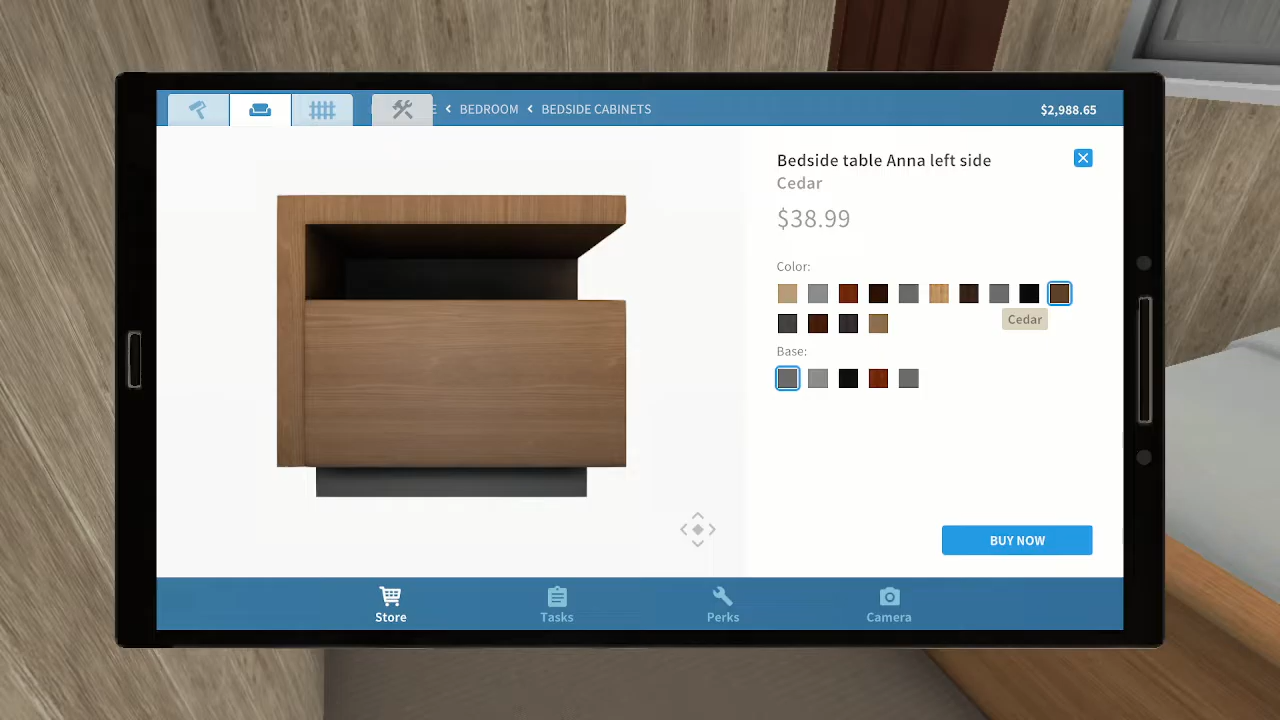 E < BEDROOM < BEDSIDE CABINETS
$2,988.65
Bedside table Anna left side
Cedar
$38.99
Color:
Cedar
Base:
BUY NOW
Store
Tasks
Perks
Camera